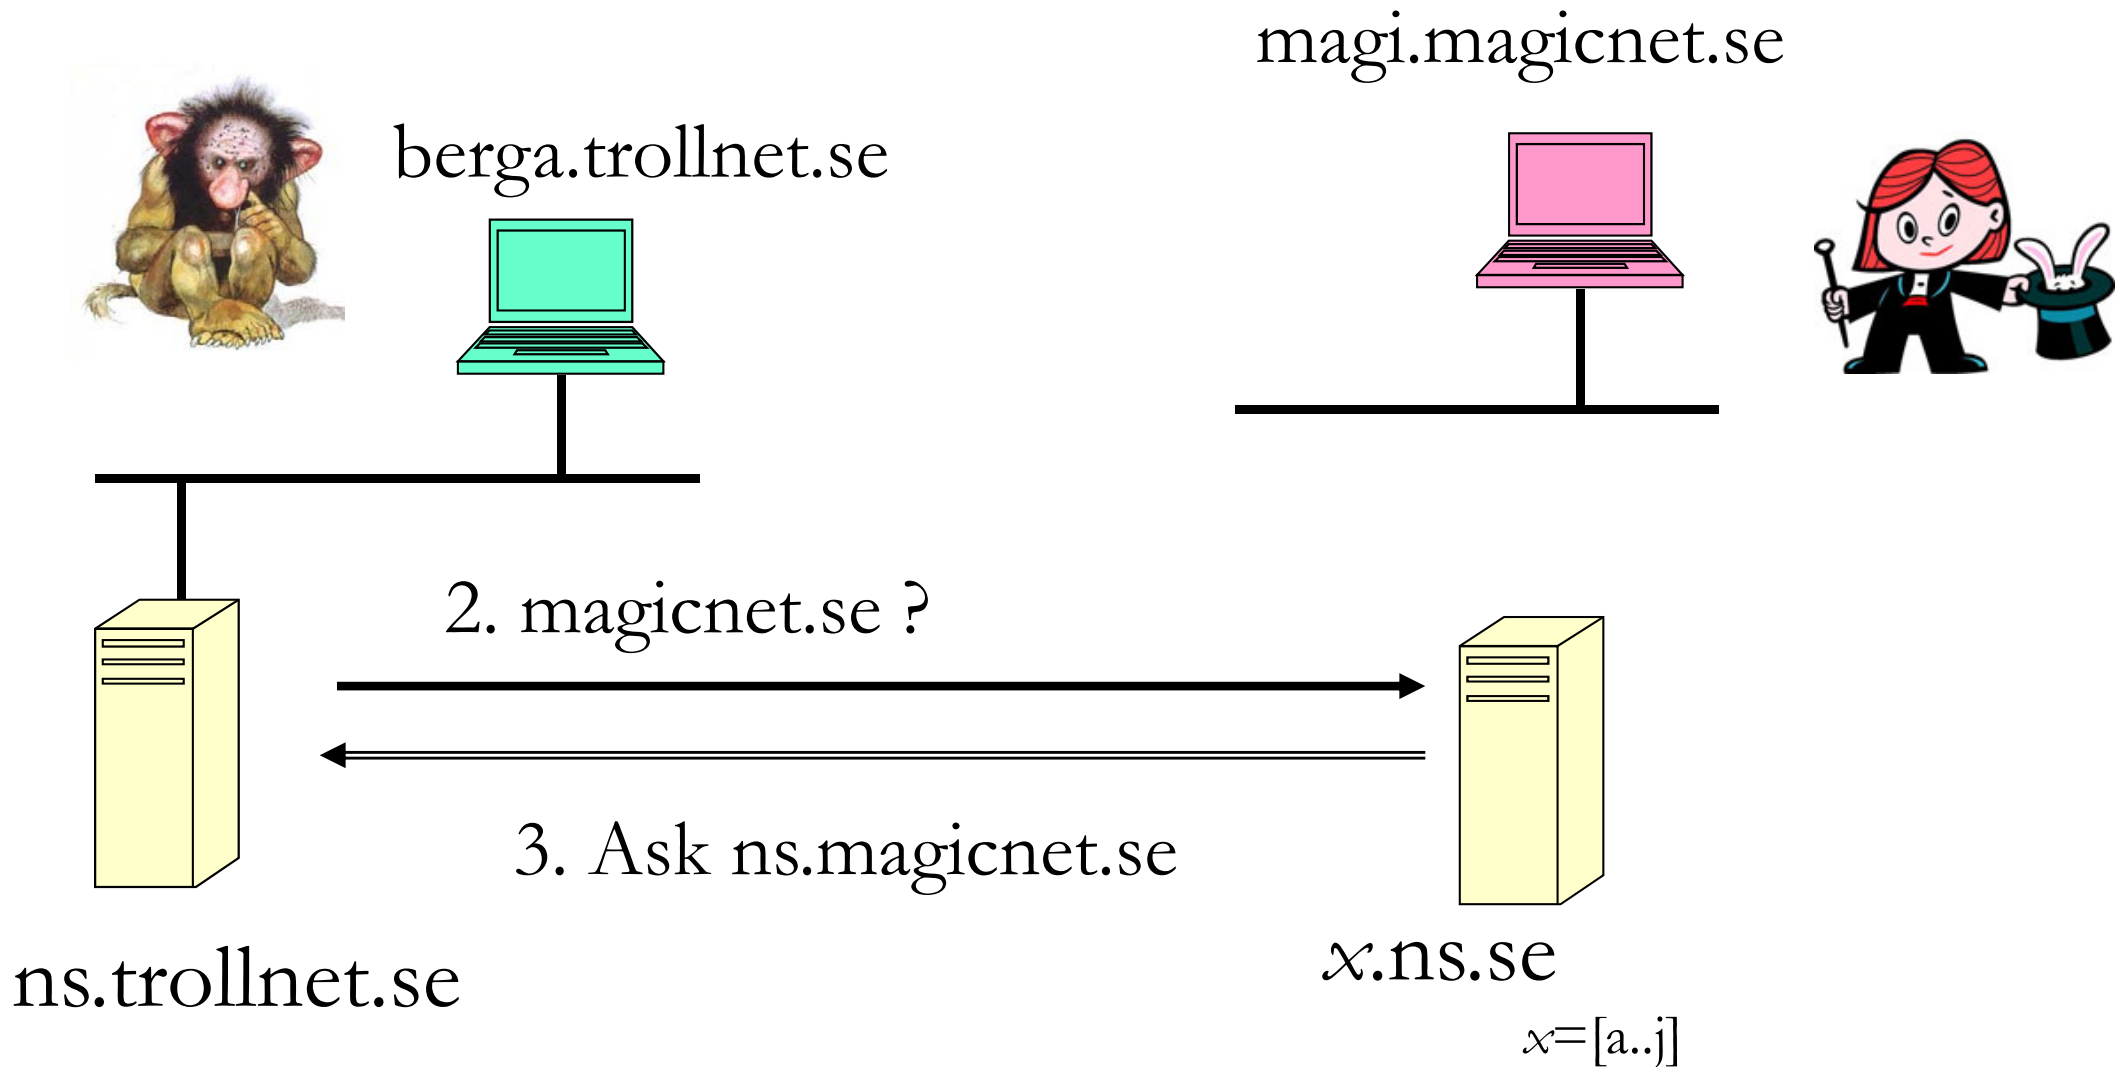 magi.magicnet.se
berga.trollnet.se
2. magicnet.se ?
3. Ask ns.magicnet.se
ns.trollnet.se
x.ns.se
x=[a..j]